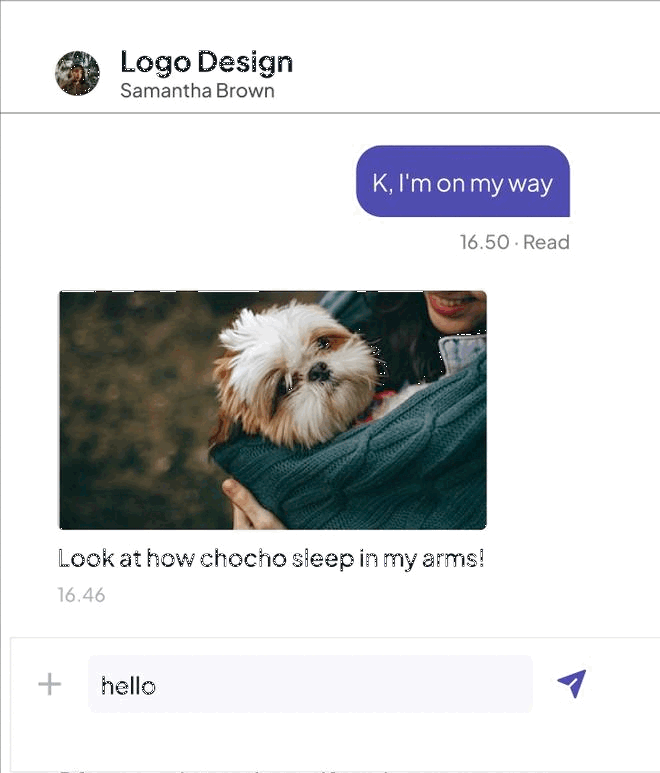 Logo Design
Samantha Brown
K, I'm on my way
16.50 · Read
Look at how chocho sleep in my arms!
16.46
hello